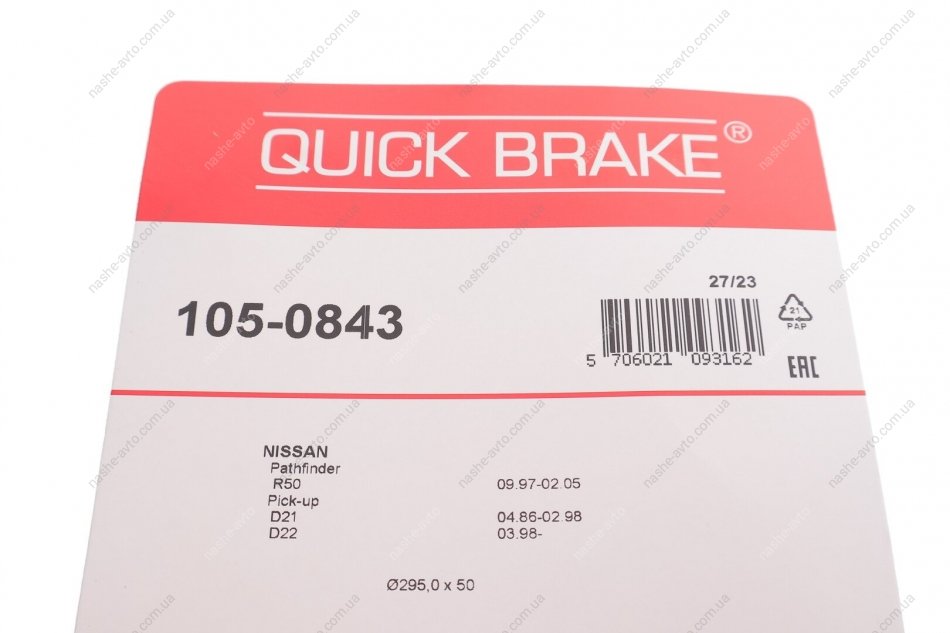 QUICK BRAKE®
27/23
105-0843
21
PAP
5 706021 093162
EAC
NISSAN
Pathfinder
R50 09.97-02.05
Pick-up
D21 04.86-02.98
D22 03.98-
Ø295,0 x 50
nashe-avto.com.ua